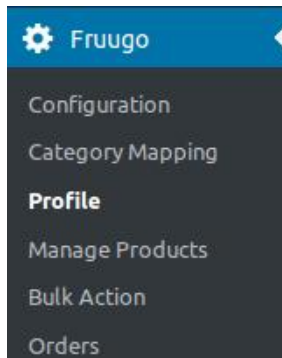 Fruugo
Configuration
Category Mapping
Profile
Manage Products
Bulk Action
Orders